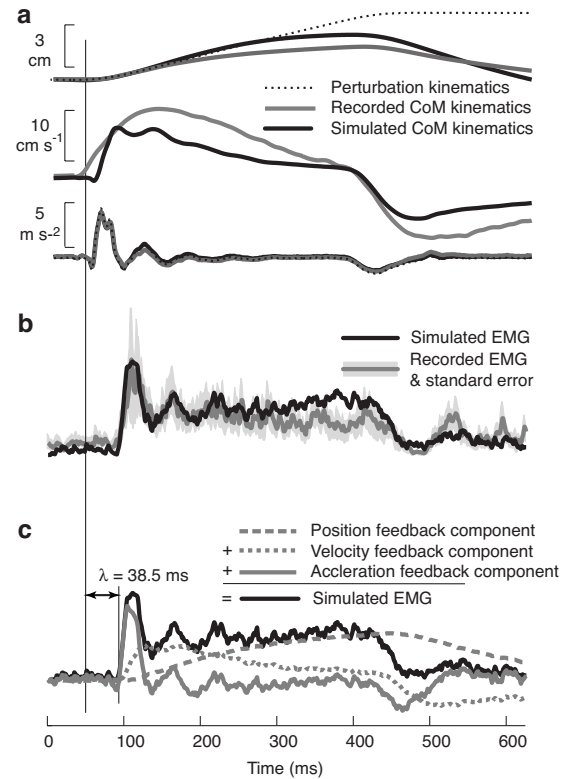 a
3
cm
Perturbation kinematics
Recorded CoM kinematics
Simulated CoM kinematics
10
cm s-1
5
m s-2
b
Simulated EMG
Recorded EMG
& standard error
c
Position feedback component
+ Velocity feedback component
+ Accleration feedback component
λ = 38.5 ms
= Simulated EMG
0 100 200 300 400 500 600
Time (ms)